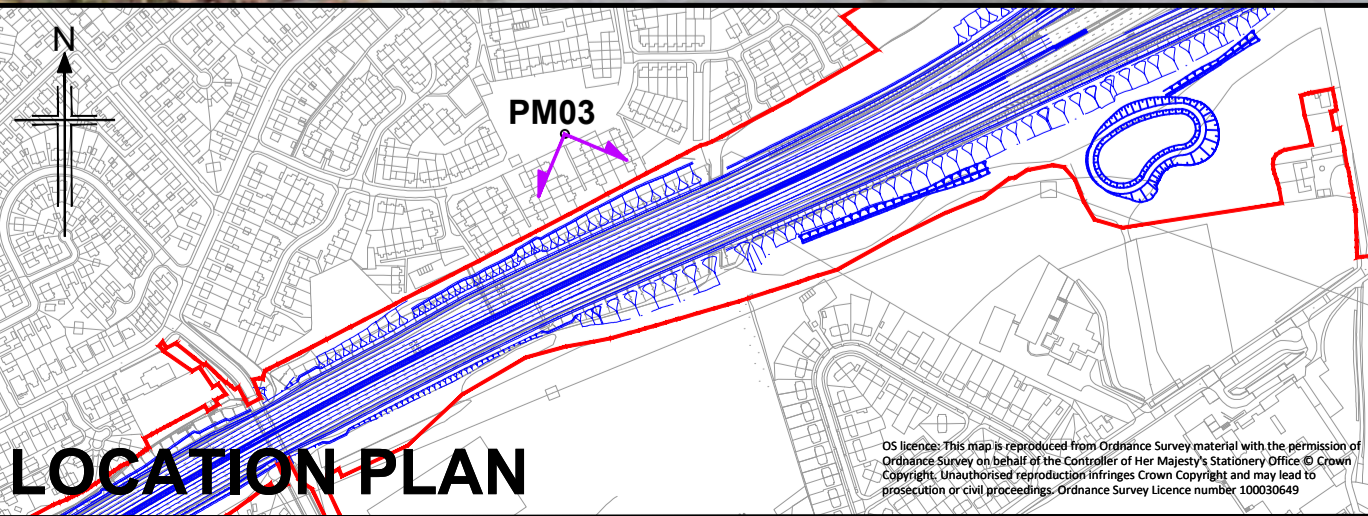 N
PM03
LOCATION PLAN
OS licence: This map is reproduced from Ordnance Survey material with the permission of
Ordnance Survey on behalf of the Controller of Her Majesty's Stationery Office © Crown
Copyright. Unauthorised reproduction infringes Crown Copyright and may lead to
prosecution or civil proceedings. Ordnance Survey Licence number 100030649